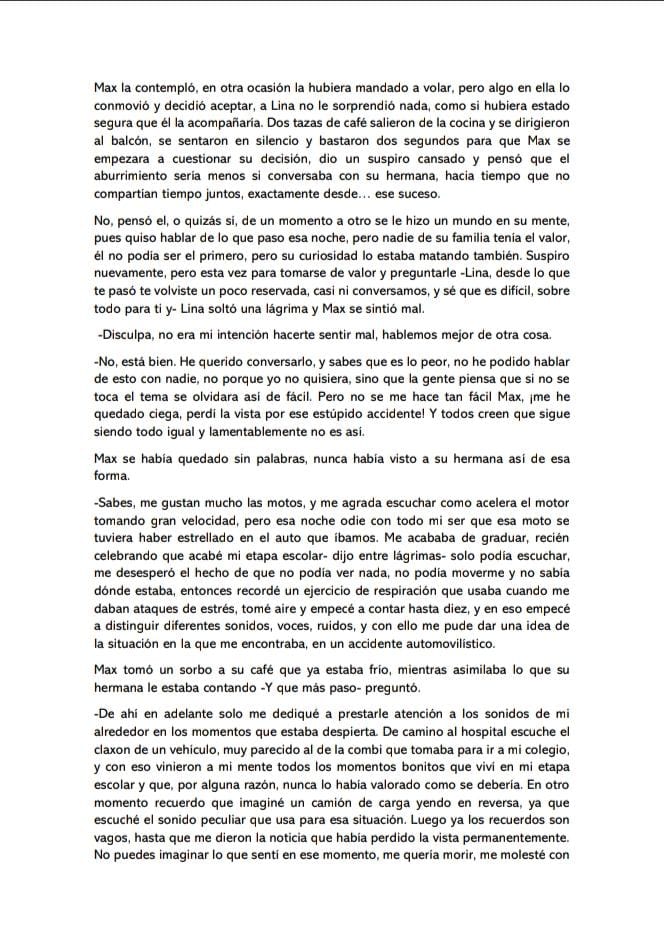 Max la contempló, en otra ocasión la hubiera mandado a volar, pero algo en ella lo
conmovió y decidió aceptar, a Lina no le sorprendió nada, como si hubiera estado
segura que él la acompañaría. Dos tazas de café salieron de la cocina y se dirigieron
al balcón, se sentaron en silencio y bastaron dos segundos para que Max se
empezara a cuestionar su decisión, dio un suspiro cansado y pensó que el
aburrimiento sería menos si conversaba con su hermana, hacia tiempo que no
compartían tiempo juntos, exactamente desde… ese suceso.
No, pensó el, o quizás sí, de un momento a otro se le hizo un mundo en su mente,
pues quiso hablar de lo que paso esa noche, pero nadie de su familia tenía el valor,
él no podía ser el primero, pero su curiosidad lo estaba matando también. Suspiro
nuevamente, pero esta vez para tomarse de valor y preguntarle -Lina, desde lo que
te pasó te volviste un poco reservada, casi ni conversamos, y sé que es difícil, sobre
todo para ti y- Lina soltó una lágrima y Max se sintió mal.
-Disculpa, no era mi intención hacerte sentir mal, hablemos mejor de otra cosa.
-No, está bien. He querido conversarlo, y sabes que es lo peor, no he podido hablar
de esto con nadie, no porque yo no quisiera, sino que la gente piensa que si no se
toca el tema se olvidara así de fácil. Pero no se me hace tan fácil Max, ¡me he
quedado ciega, perdí la vista por ese estúpido accidente! Y todos creen que sigue
siendo todo igual y lamentablemente no es así.
Max se había quedado sin palabras, nunca había visto a su hermana así de esa
forma.
-Sabes, me gustan mucho las motos, y me agrada escuchar como acelera el motor
tomando gran velocidad, pero esa noche odie con todo mi ser que esa moto se
tuviera haber estrellado en el auto que íbamos. Me acababa de graduar, recién
celebrando que acabé mi etapa escolar- dijo entre lágrimas- solo podía escuchar,
me desesperó el hecho de que no podía ver nada, no podía moverme y no sabía
dónde estaba, entonces recordé un ejercicio de respiración que usaba cuando me
daban ataques de estrés, tomé aire y empecé a contar hasta diez, y en eso empecé
a distinguir diferentes sonidos, voces, ruidos, y con ello me pude dar una idea de
la situación en la que me encontraba, en un accidente automovilístico.
Max tomó un sorbo a su café que ya estaba frío, mientras asimilaba lo que su
hermana le estaba contando -Y que más paso- preguntó.
-De ahí en adelante solo me dediqué a prestarle atención a los sonidos de mi
alrededor en los momentos que estaba despierta. De camino al hospital escuche el
claxon de un vehículo, muy parecido al de la combi que tomaba para ir a mi colegio,
y con eso vinieron a mi mente todos los momentos bonitos que viví en mi etapa
escolar y que, por alguna razón, nunca lo había valorado como se debería. En otro
momento recuerdo que imaginé un camión de carga yendo en reversa, ya que
escuché el sonido peculiar que usa para esa situación. Luego ya los recuerdos son
vagos, hasta que me dieron la noticia que había perdido la vista permanentemente.
No puedes imaginar lo que sentí en ese momento, me quería morir, me molesté con